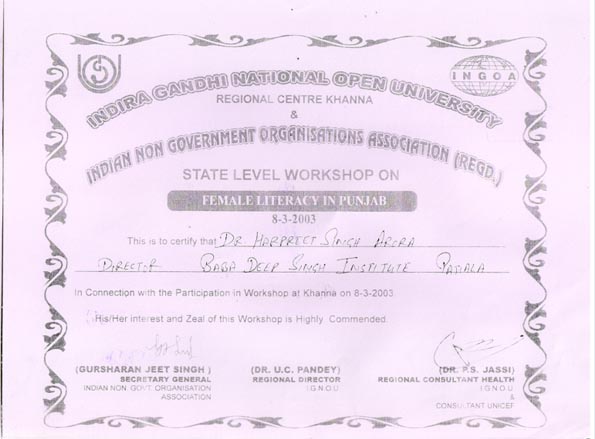 INDIRA GANDHI NATIONAL OPEN UNIVERSITY
INGOA
REGIONAL CENTRE KHANNA
&
INDIAN NON GOVERNMENT ORGANISATIONS ASSOCIATION (REGD.)
STATE LEVEL WORKSHOP ON
FEMALE LITERACY IN PUNJAB
8-3-2003
This is to certify that Dr. Harpreet Singh Arora
Director Baba Deep Singh Institute
In Connection with the Participation in Workshop at Khanna on 8-3-2003.
His/Her interest and Zeal of this Workshop is Highly Commended.
(GURSHARAN JEET SINGH ) (DR. U.C. PANDEY) (DR. P.S. JASSI)
SECRETARY GENERAL REGIONAL DIRECTOR REGIONAL CONSULTANT HEALTH
INDIAN NON GOVT ORGANISATION I.G.N.O.U I.G.N.O.U
ASSOCIATION &
CONSULTANT UNICEF